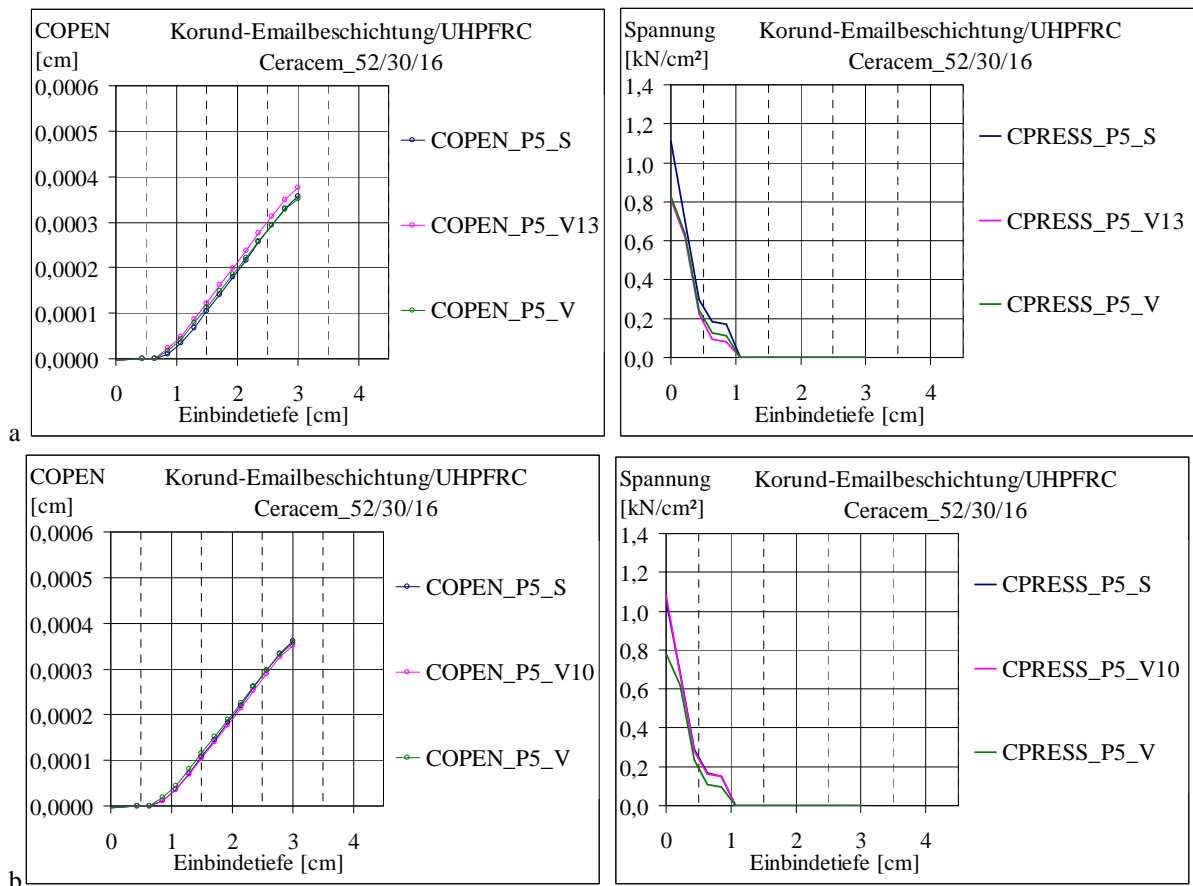 COPEN
[cm]
Korund-Emailbeschichtung/UHPFRC
Ceracem_52/30/16
0,0006
0,0005
0,0004
0,0003
0,0002
0,0001
0,0000
0 1 2 3 4
Einbindetiefe [cm]
COPEN_P5_S
COPEN_P5_V13
COPEN_P5_V
Spannung
[kN/cm²]
Korund-Emailbeschichtung/UHPFRC
Ceracem_52/30/16
1,4
1,2
1,0
0,8
0,6
0,4
0,2
0,0
0 1 2 3 4
Einbindetiefe [cm]
CPRESS_P5_S
CPRESS_P5_V13
CPRESS_P5_V
a
COPEN
[cm]
Korund-Emailbeschichtung/UHPFRC
Ceracem_52/30/16
0,0006
0,0005
0,0004
0,0003
0,0002
0,0001
0,0000
0 1 2 3 4
Einbindetiefe [cm]
COPEN_P5_S
COPEN_P5_V10
COPEN_P5_V
Spannung
[kN/cm²]
Korund-Emailbeschichtung/UHPFRC
Ceracem_52/30/16
1,4
1,2
1,0
0,8
0,6
0,4
0,2
0,0
0 1 2 3 4
Einbindetiefe [cm]
CPRESS_P5_S
CPRESS_P5_V10
CPRESS_P5_V
b